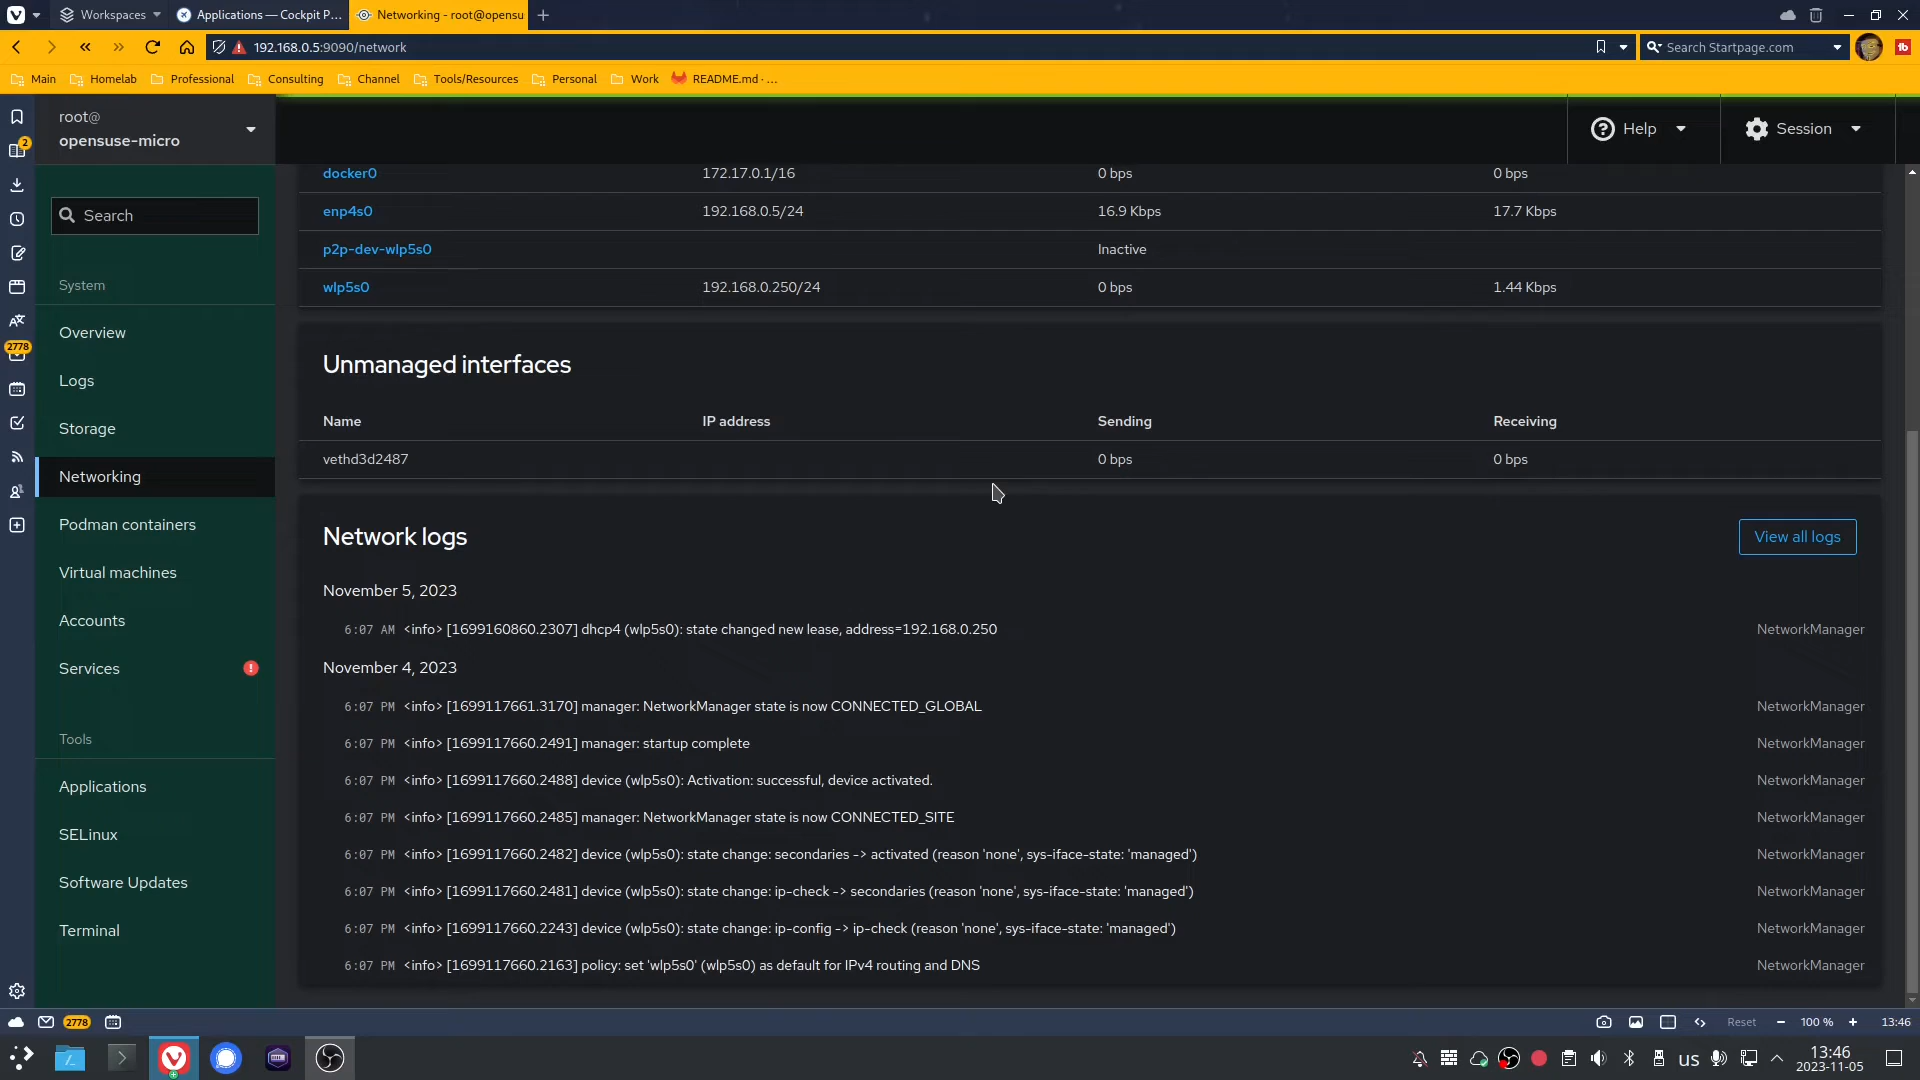 Workspaces
Applications — Cockpit P...
Networking - root@opensu
192.168.0.5:9090/network
Search Startpage.com
Main
Homelab
Professional
Consulting
Channel
Tools/Resources
Personal
Work
README.md · ...
root@
opensuse-micro
Help
Session
2
2778
Search
System
Overview
Logs
Storage
Networking
Podman containers
Virtual machines
Accounts
Services
Tools
Applications
SELinux
Software Updates
Terminal
docker0 172.17.0.1/16 0 bps 0 bps
enp4s0 192.168.0.5/24 16.9 Kbps 17.7 Kbps
p2p-dev-wlp5s0 Inactive
wlp5s0 192.168.0.250/24 0 bps 1.44 Kbps
Unmanaged interfaces
Name IP address Sending Receiving
vethd3d2487 0 bps 0 bps
Network logs
View all logs
November 5, 2023
6:07 AM <info> [1699160860.2307] dhcp4 (wlp5s0): state changed new lease, address=192.168.0.250 NetworkManager
November 4, 2023
6:07 PM <info> [1699117661.3170] manager: NetworkManager state is now CONNECTED_GLOBAL NetworkManager
6:07 PM <info> [1699117660.2491] manager: startup complete NetworkManager
6:07 PM <info> [1699117660.2488] device (wlp5s0): Activation: successful, device activated. NetworkManager
6:07 PM <info> [1699117660.2485] manager: NetworkManager state is now CONNECTED_SITE NetworkManager
6:07 PM <info> [1699117660.2482] device (wlp5s0): state change: secondaries -> activated (reason 'none', sys-iface-state: 'managed') NetworkManager
6:07 PM <info> [1699117660.2481] device (wlp5s0): state change: ip-check -> secondaries (reason 'none', sys-iface-state: 'managed') NetworkManager
6:07 PM <info> [1699117660.2243] device (wlp5s0): state change: ip-config -> ip-check (reason 'none', sys-iface-state: 'managed') NetworkManager
6:07 PM <info> [1699117660.2163] policy: set 'wlp5s0' (wlp5s0) as default for IPv4 routing and DNS NetworkManager
2778
Reset
100 %
13:46
us
13:46
2023-11-05